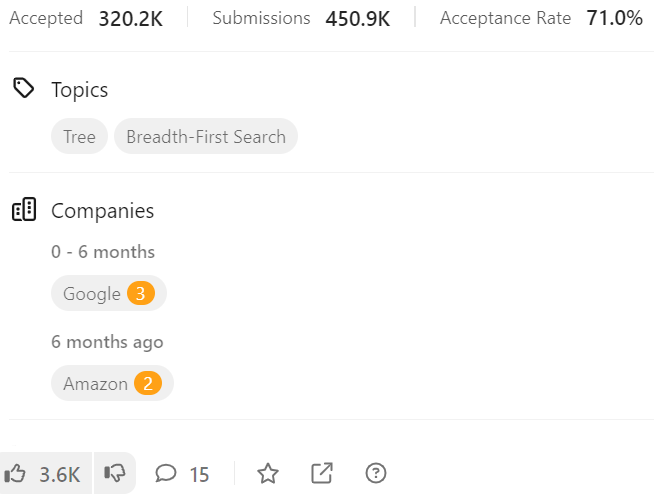 Accepted 320.2K Submissions 450.9K Acceptance Rate 71.0%
Topics
Tree Breadth-First Search
Companies
0 - 6 months
Google 3
6 months ago
Amazon 2
3.6K 15